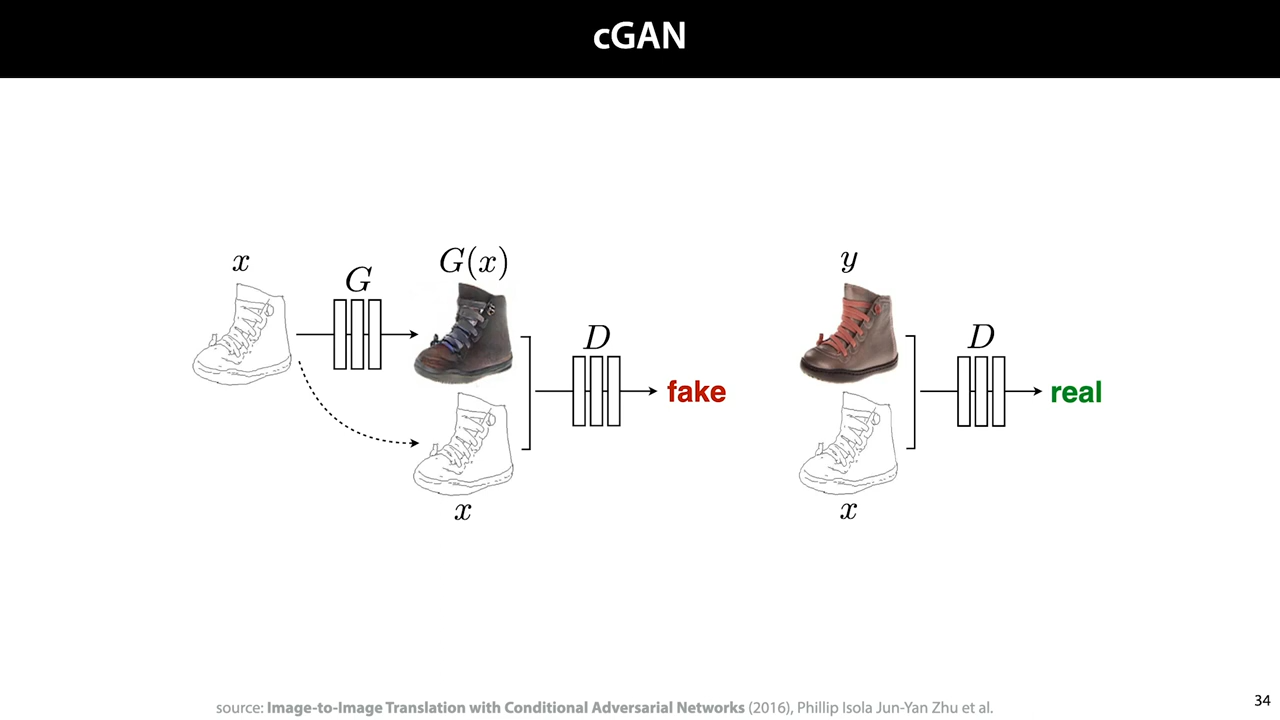 cGAN
x
G
G(x)
D
fake
x
y
D
real
x
source: Image-to-Image Translation with Conditional Adversarial Networks (2016), Phillip Isola Jun-Yan Zhu et al.
34